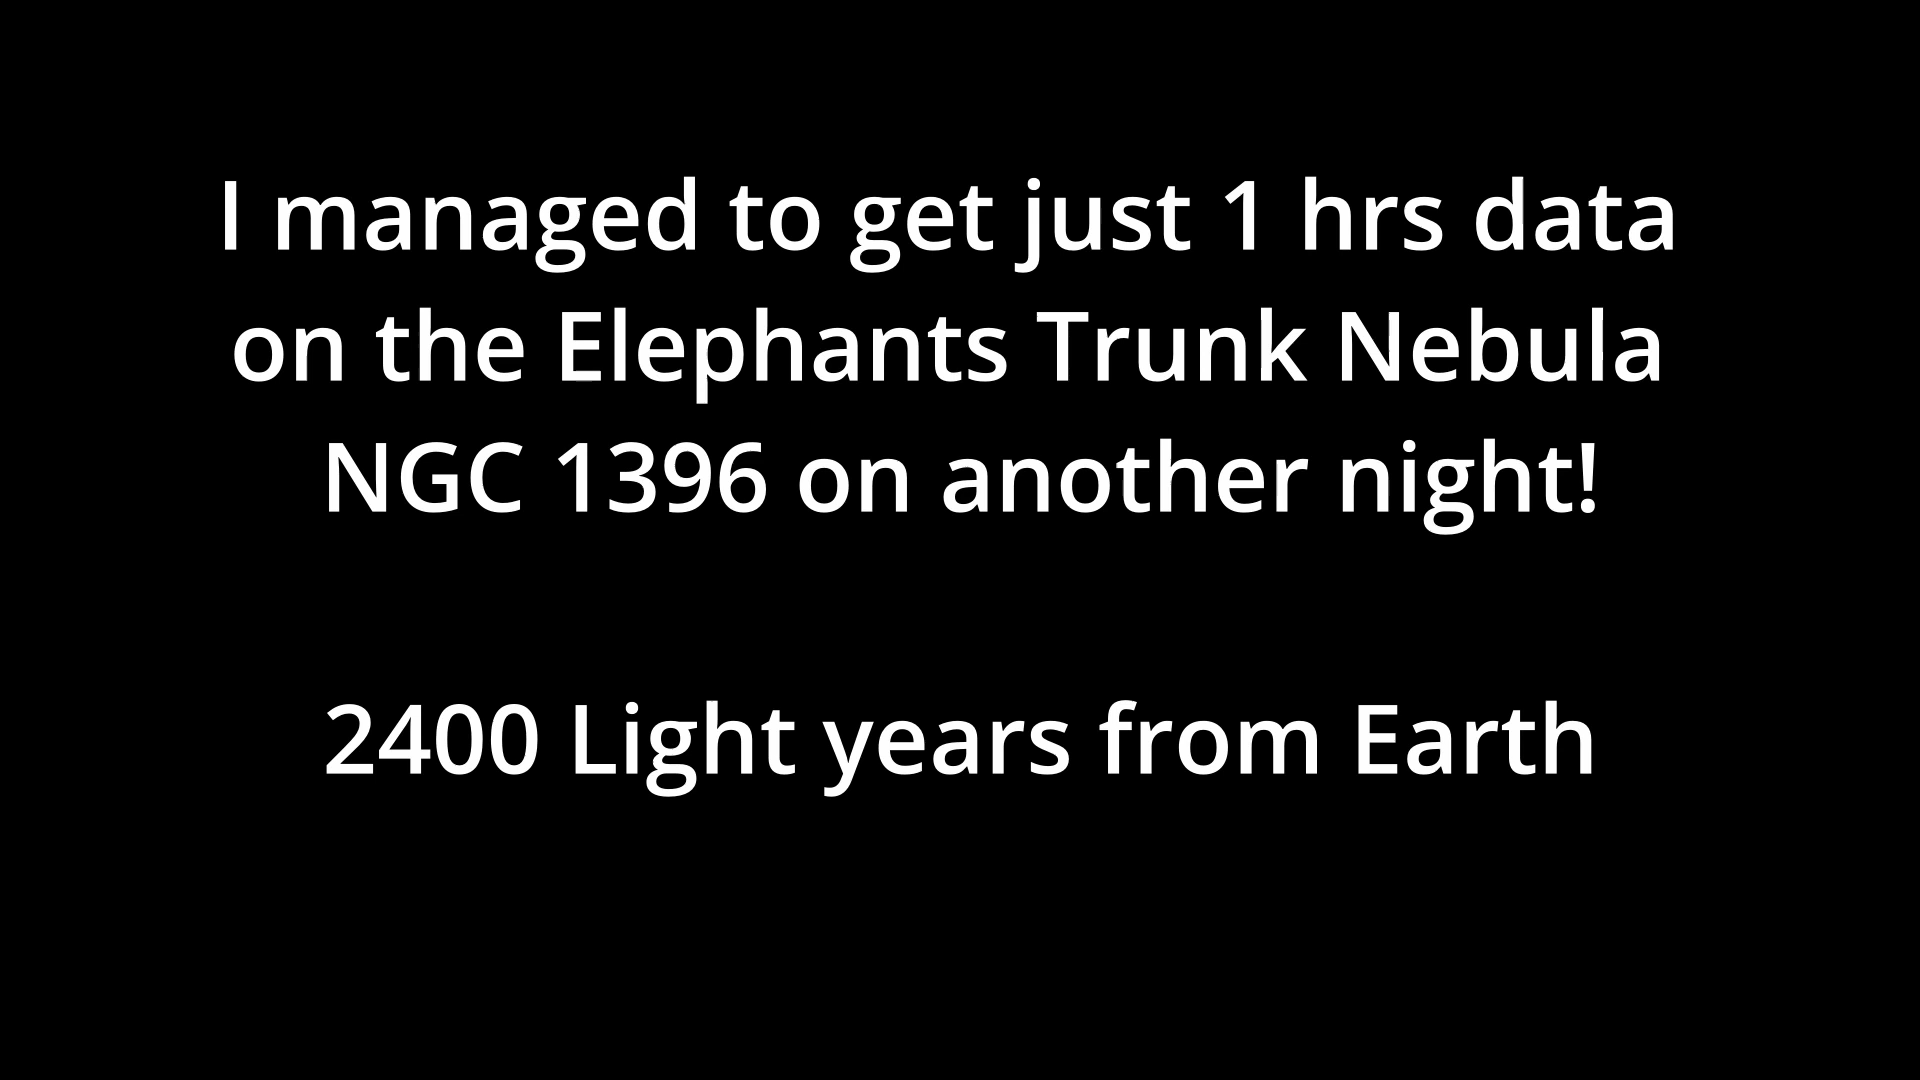 I managed to get just 1 hrs data
on the Elephants Trunk Nebula
NGC 1396 on another night!
2400 Light years from Earth